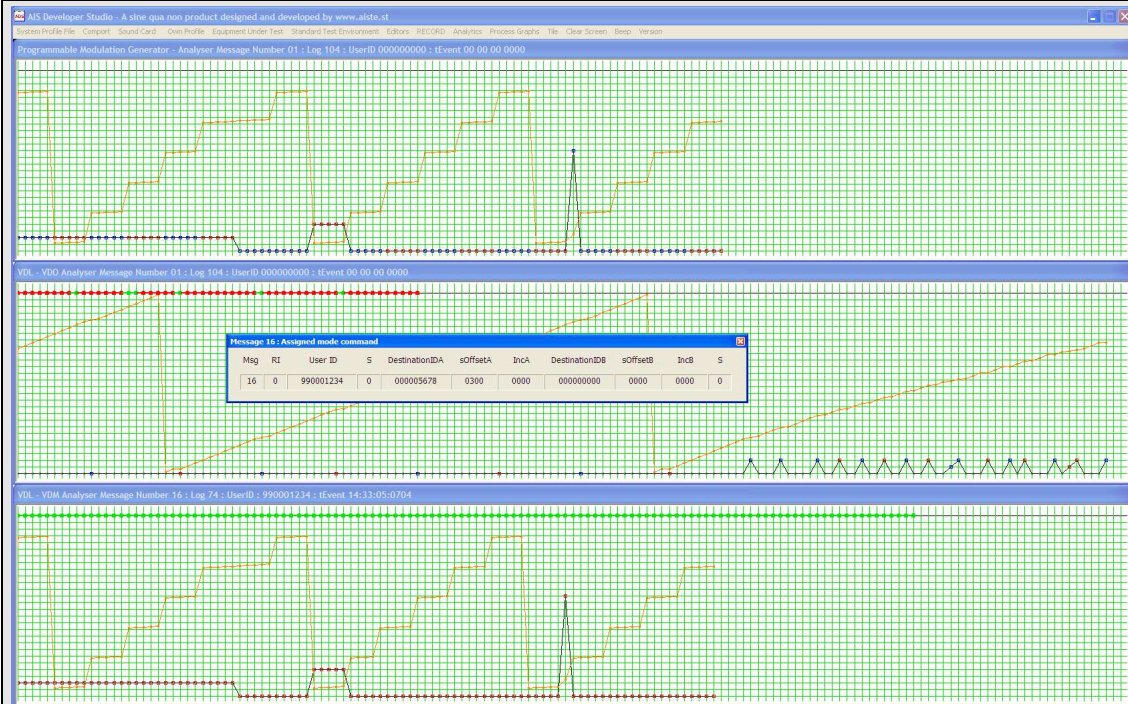 AIS Developer Studio - A sine qua non product designed and developed by www.aiste.st
System Profile File Comport Sound Card Own Profile Equipment Under Test Standard Test Environment Editors RECORD Analytics Process Graphs Tile Clear Screen Beep Version
Programmable Modulation Generator - Analyser Message Number 01 : Log 104 : UserID 000000000 : tEvent 00 00 00 0000
VDL - VDO Analyser Message Number 01 : Log 104 : UserID 000000000 : tEvent 00 00 00 0000
Message 16 : Assigned mode command
Msg RI User ID S DestinationIDA sOffsetA IncA DestinationIDB sOffsetB IncB S
16 0 990001234 0 000005678 0300 0000 000000000 0000 0000 0
VDL - VDM Analyser Message Number 16 : Log 74 : UserID : 990001234 : tEvent 14:33:05:0704